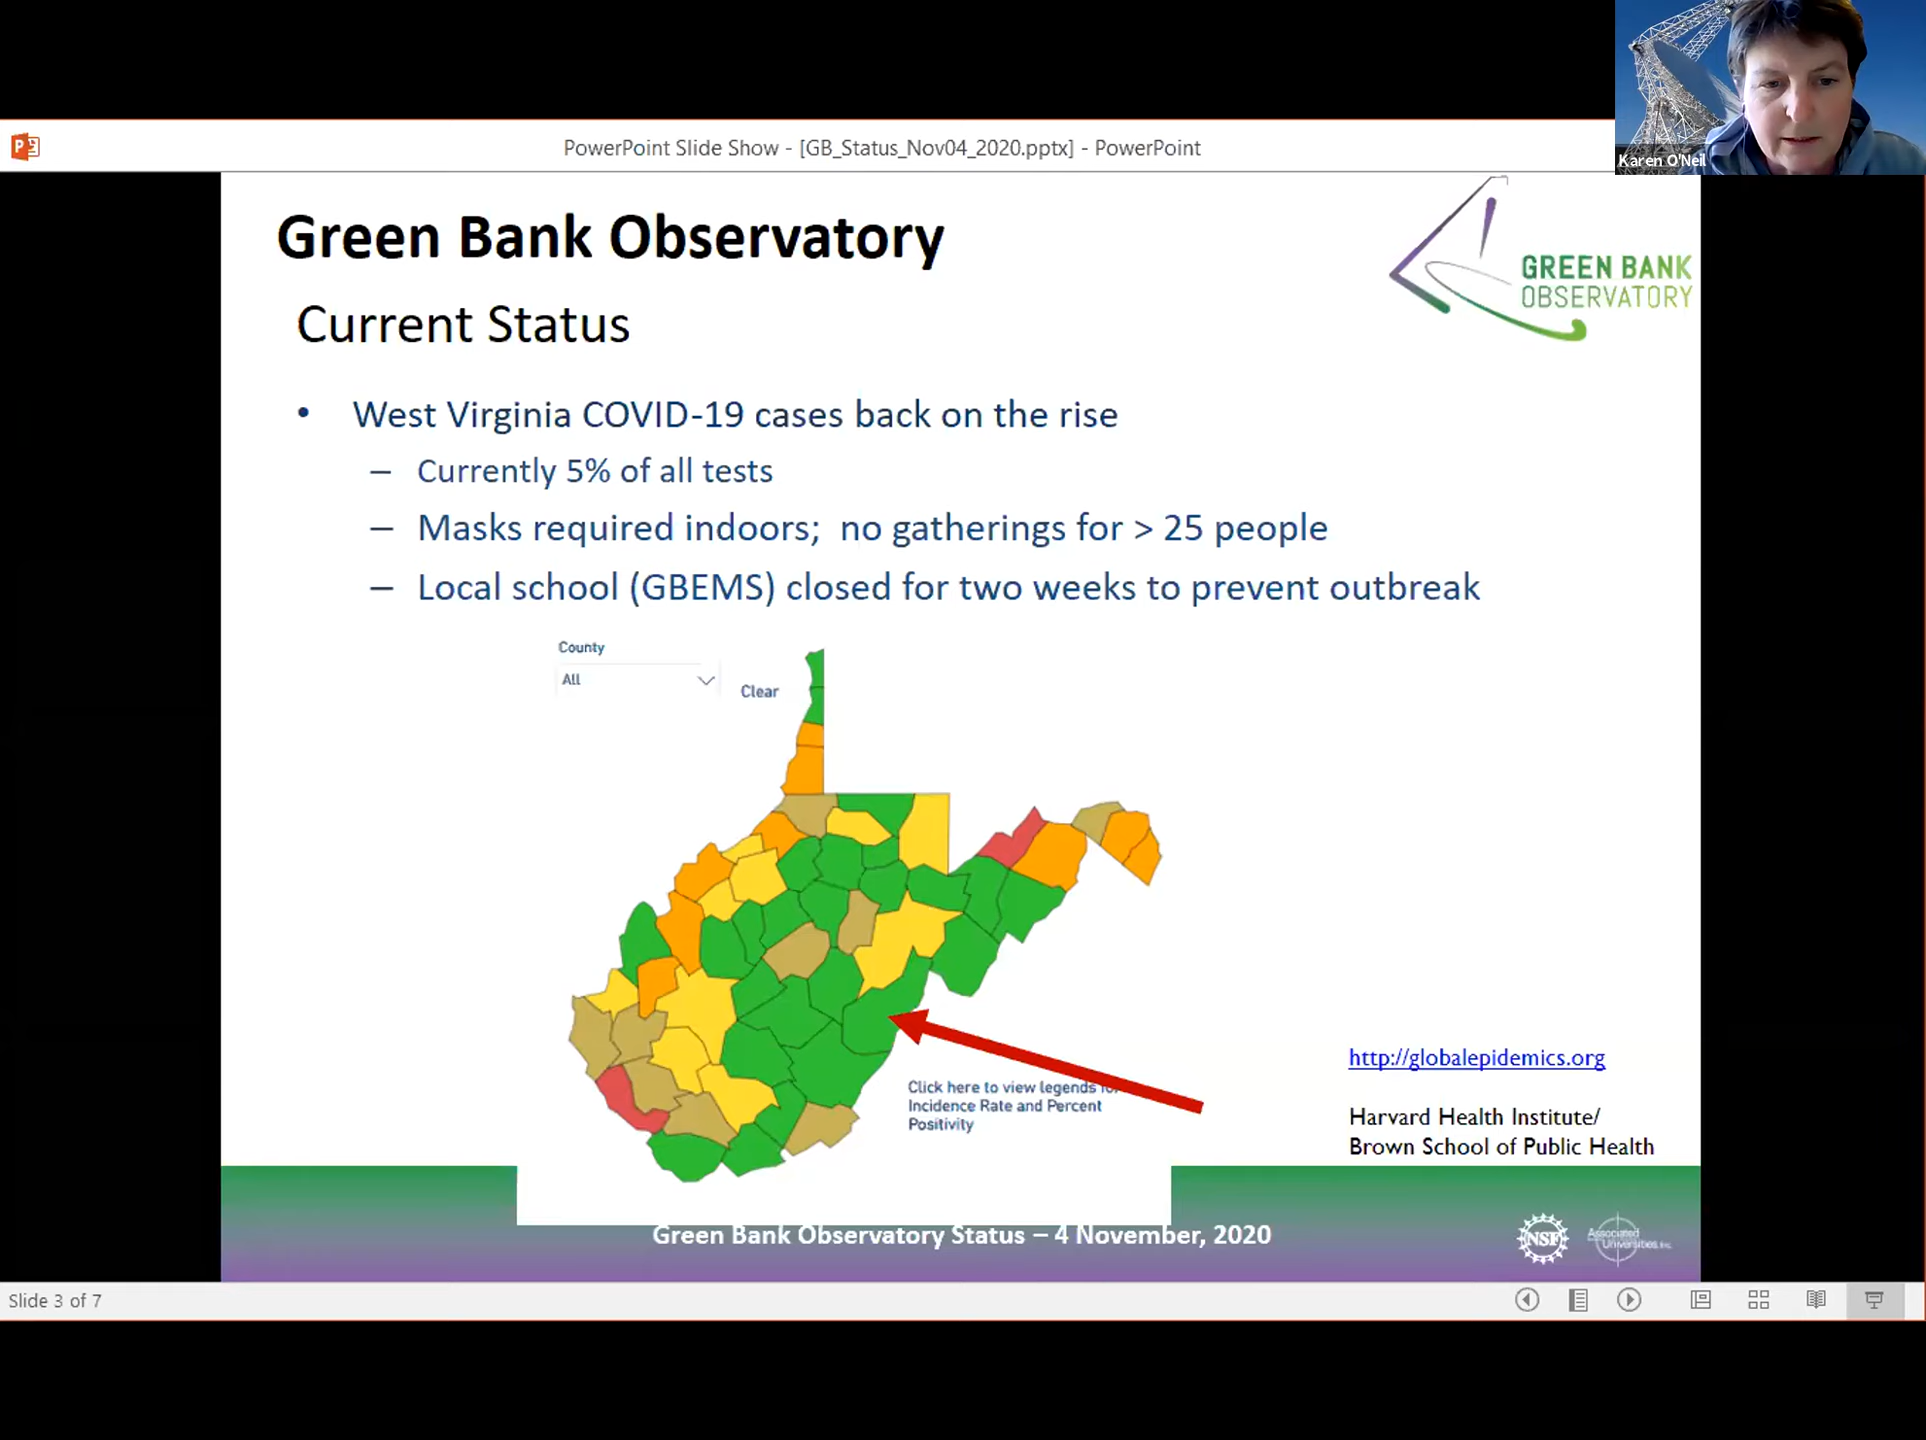 Karen O'Neil
PowerPoint Slide Show - [GB_Status_Nov04_2020.pptx] - PowerPoint
Green Bank Observatory
GREEN BANK
OBSERVATORY
Current Status
• West Virginia COVID-19 cases back on the rise
– Currently 5% of all tests
– Masks required indoors; no gatherings for > 25 people
– Local school (GBEMS) closed for two weeks to prevent outbreak
County
All
Clear
Click here to view legends for
Incidence Rate and Percent
Positivity
http://globalepidemics.org
Harvard Health Institute/
Brown School of Public Health
Green Bank Observatory Status – 4 November, 2020
NSF
Associated
Universities, Inc.
Slide 3 of 7